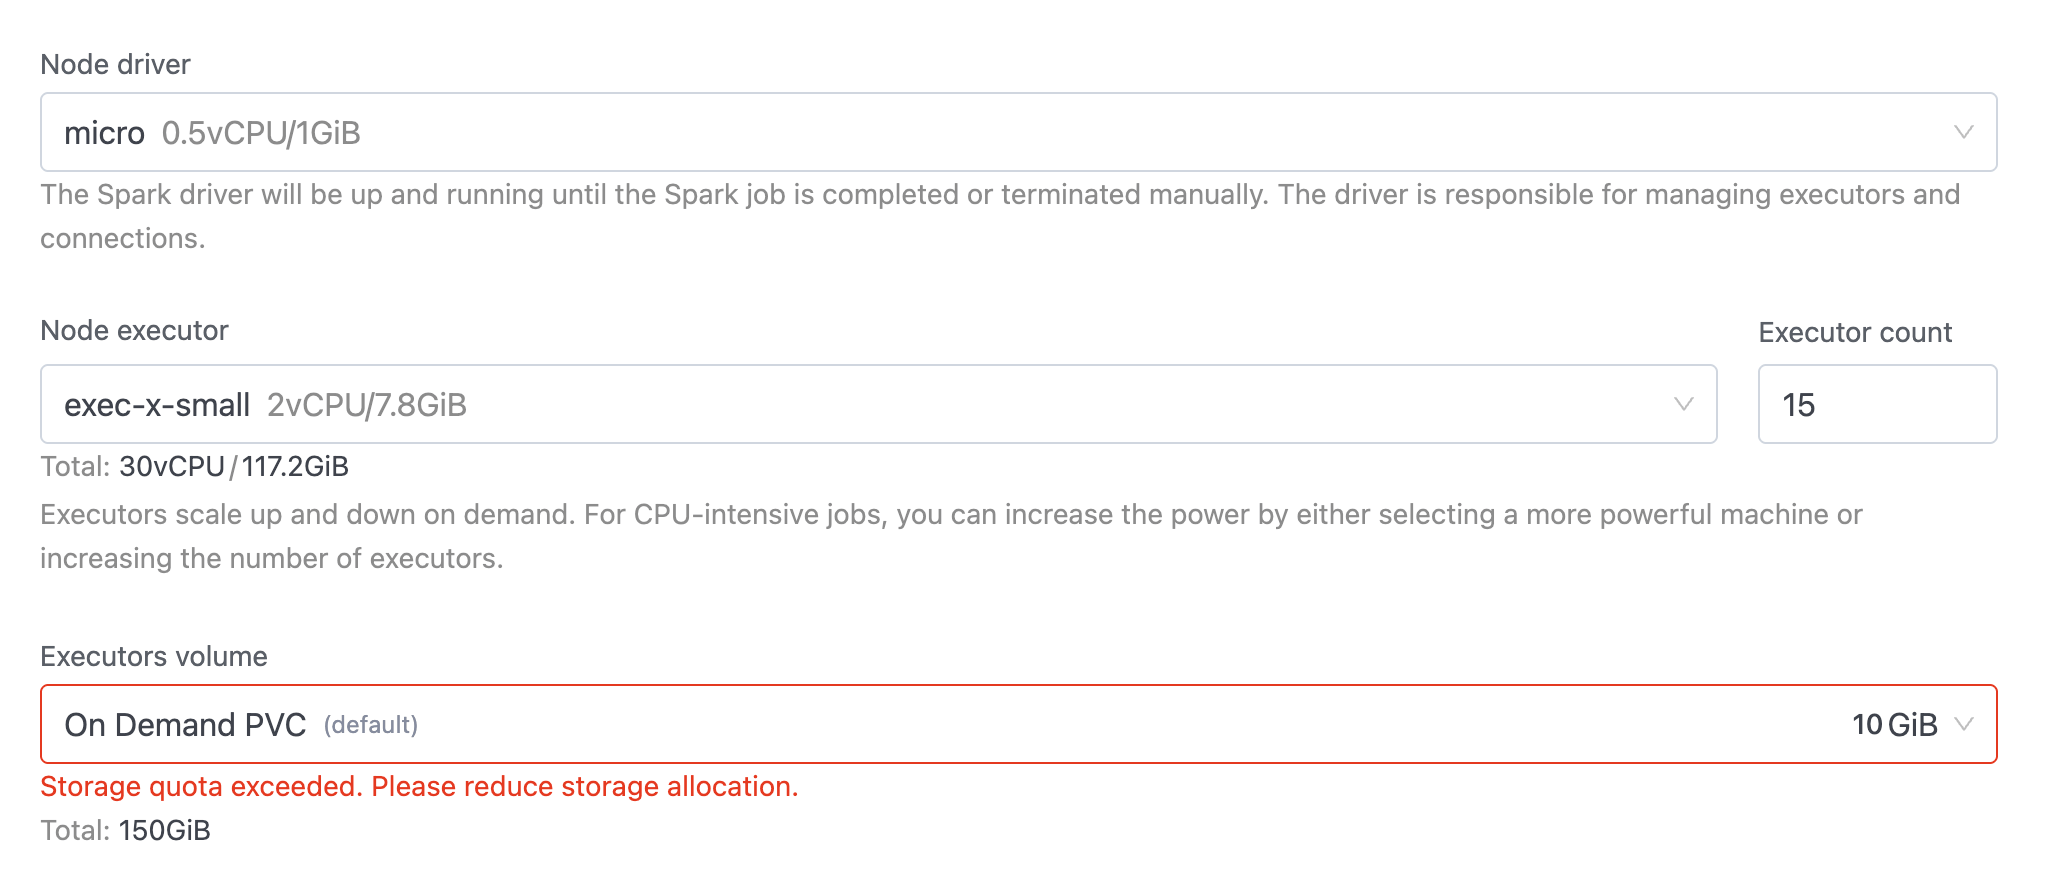 Node driver
micro 0.5vCPU/1GiB
The Spark driver will be up and running until the Spark job is completed or terminated manually. The driver is responsible for managing executors and
connections.
Node executor
Executor count
exec-x-small 2vCPU/7.8GiB
15
Total: 30vCPU/117.2GiB
Executors scale up and down on demand. For CPU-intensive jobs, you can increase the power by either selecting a more powerful machine or
increasing the number of executors.
Executors volume
On Demand PVC (default)
10 GiB
Storage quota exceeded. Please reduce storage allocation.
Total: 150GiB